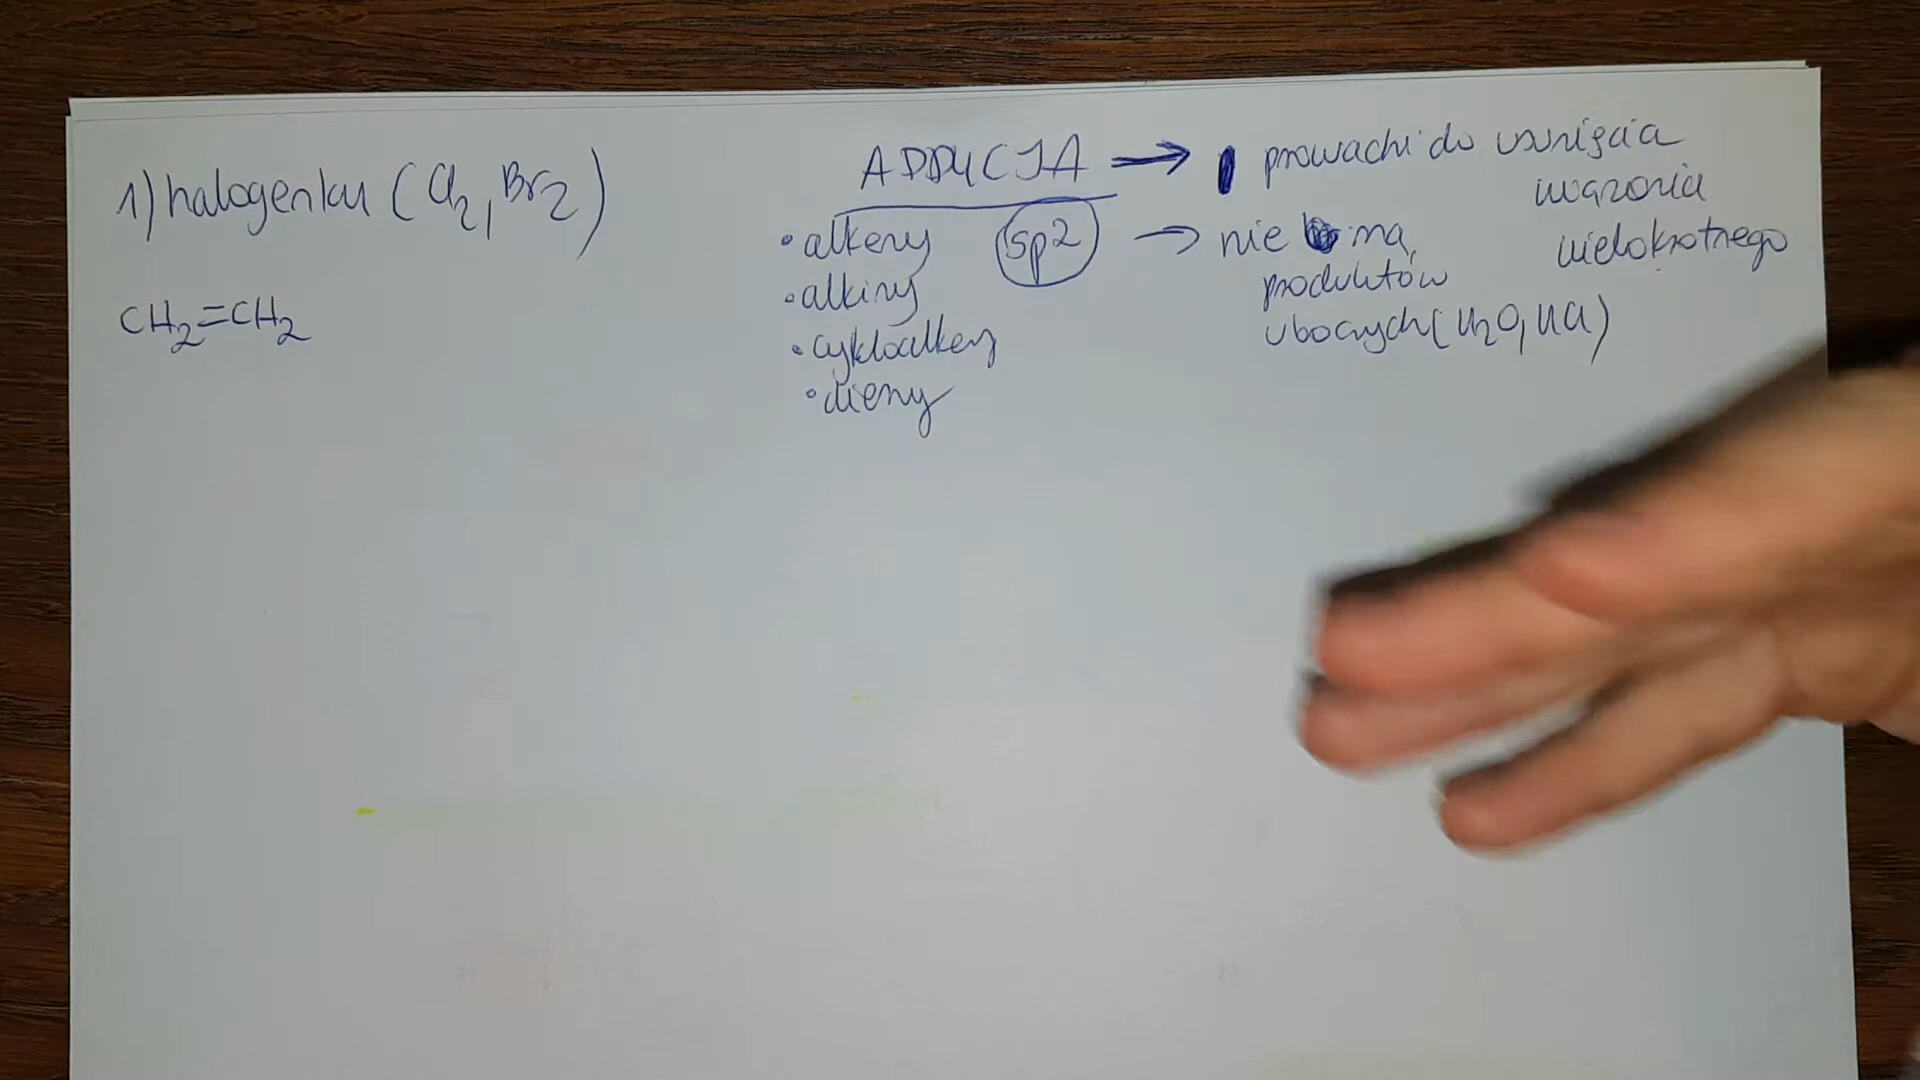 1) halogenku (Cl2, Br2)
CH2=CH2
ADDYCJA → prowadzi do usunięcia
wiązania
wielokrotnego
• alkeny sp2 → nie ma
produktów
ubocznych (H2O, HCl)
• alkiny
• cykloalkeny
• dieny